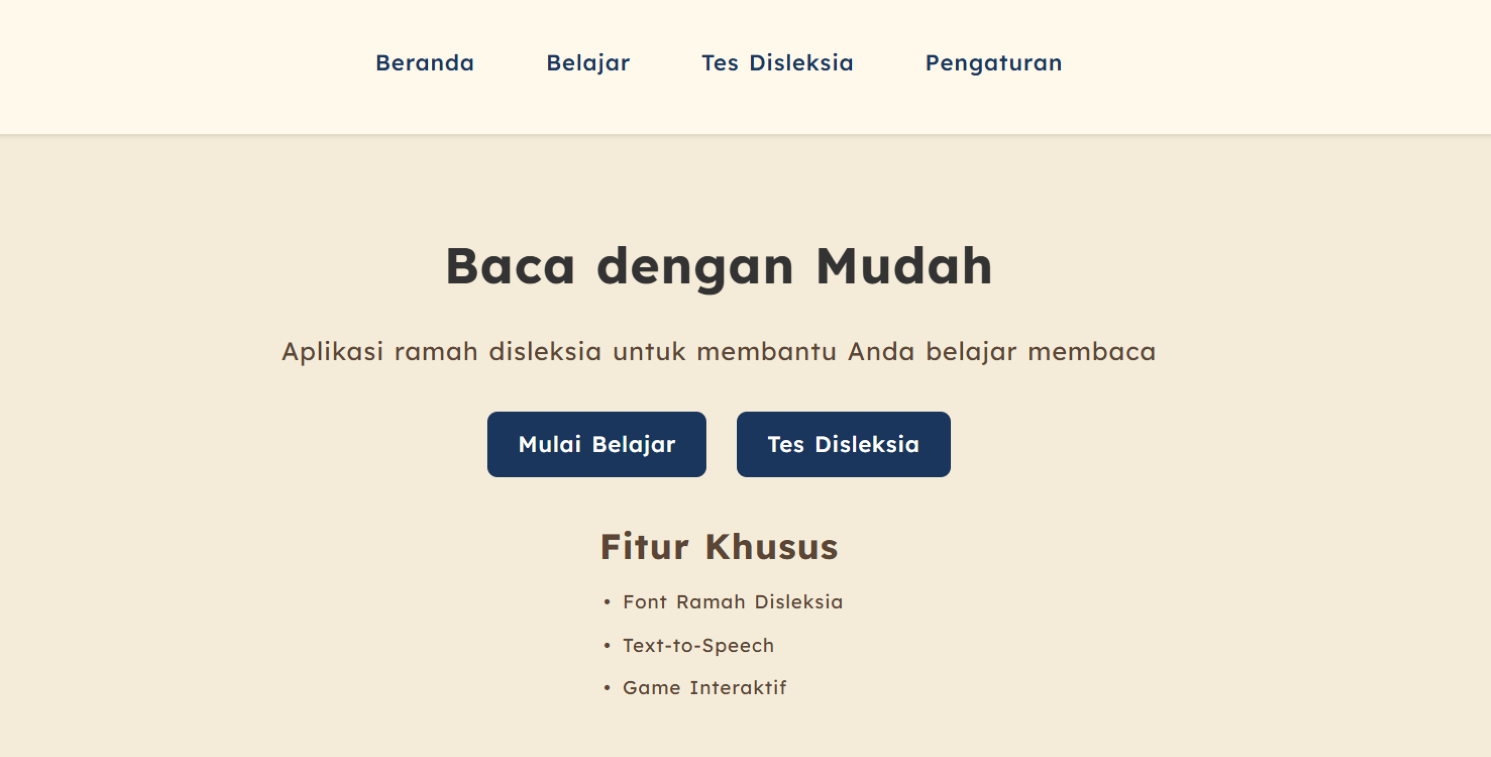 Beranda Belajar Tes Disleksia Pengaturan
Baca dengan Mudah
Aplikasi ramah disleksia untuk membantu Anda belajar membaca
Mulai Belajar Tes Disleksia
Fitur Khusus
• Font Ramah Disleksia
• Text-to-Speech
• Game Interaktif